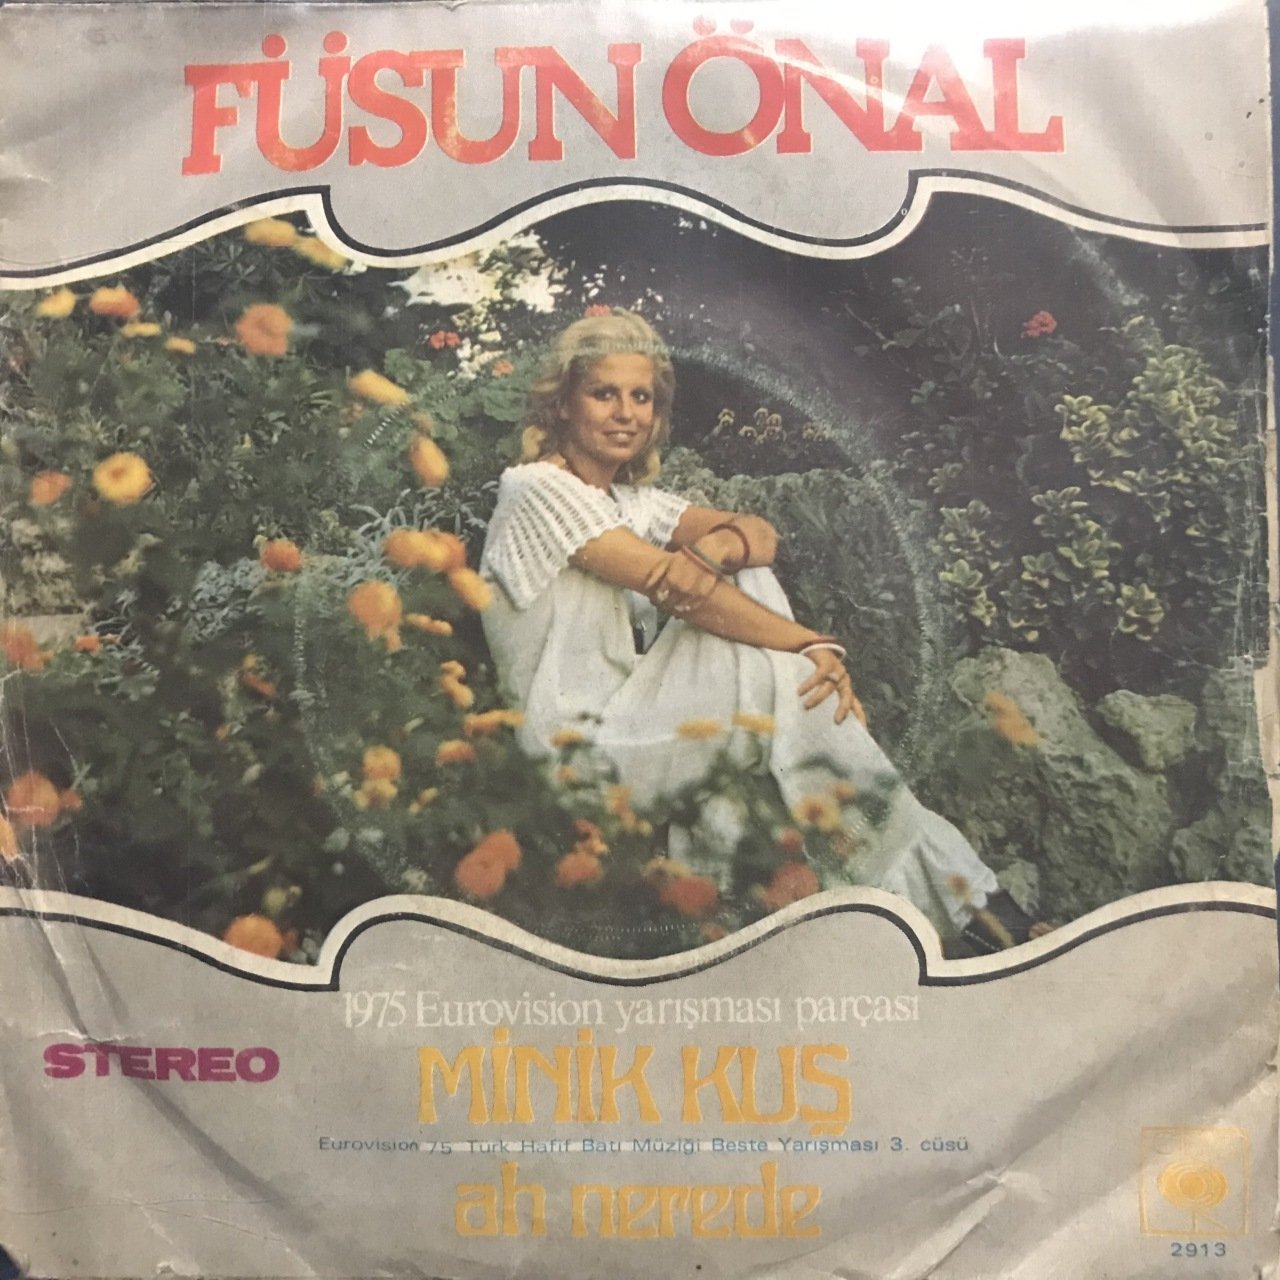 FÜSUN ÖNAL
1975 Eurovision yarışması parçası
MİNİK KUŞ
STEREO
Eurovision 75 Türk Hafif Batı Müziği Beste Yarışması 3. cüsü
ah nerede
2913